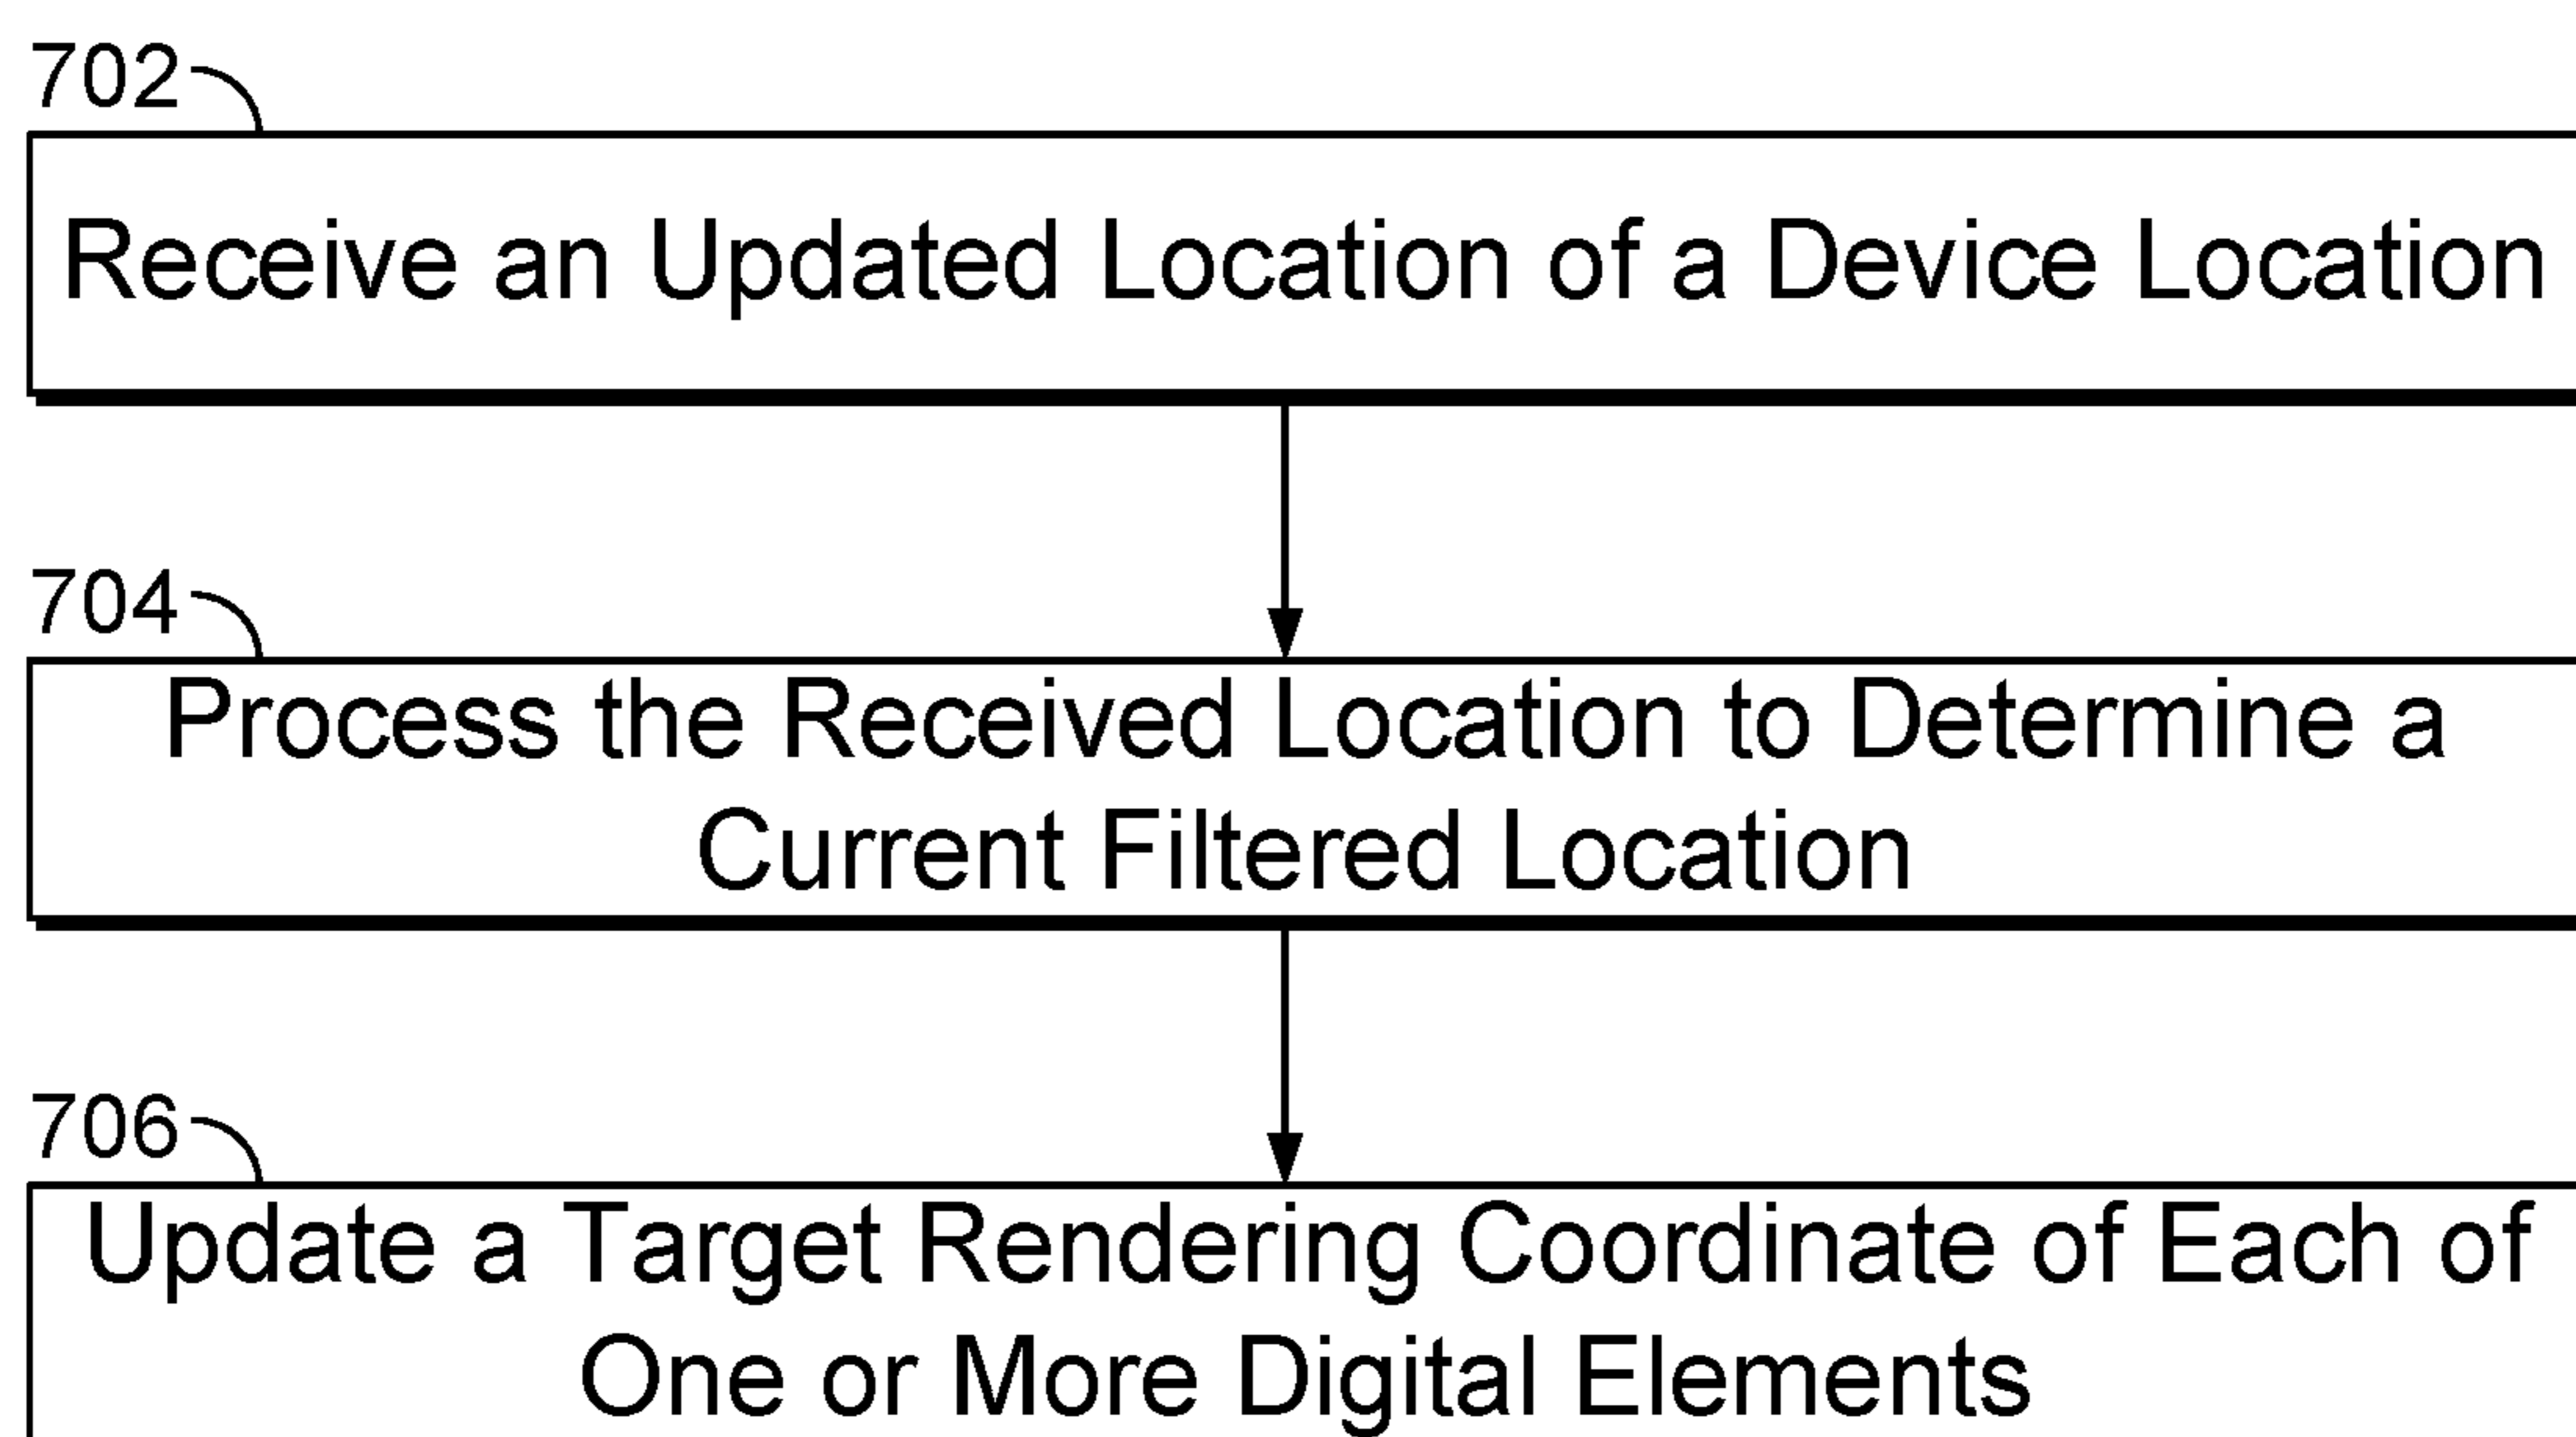 702
Receive an Updated Location of a Device Location
704
Process the Received Location to Determine a
Current Filtered Location
706
Update a Target Rendering Coordinate of Each of
One or More Digital Elements